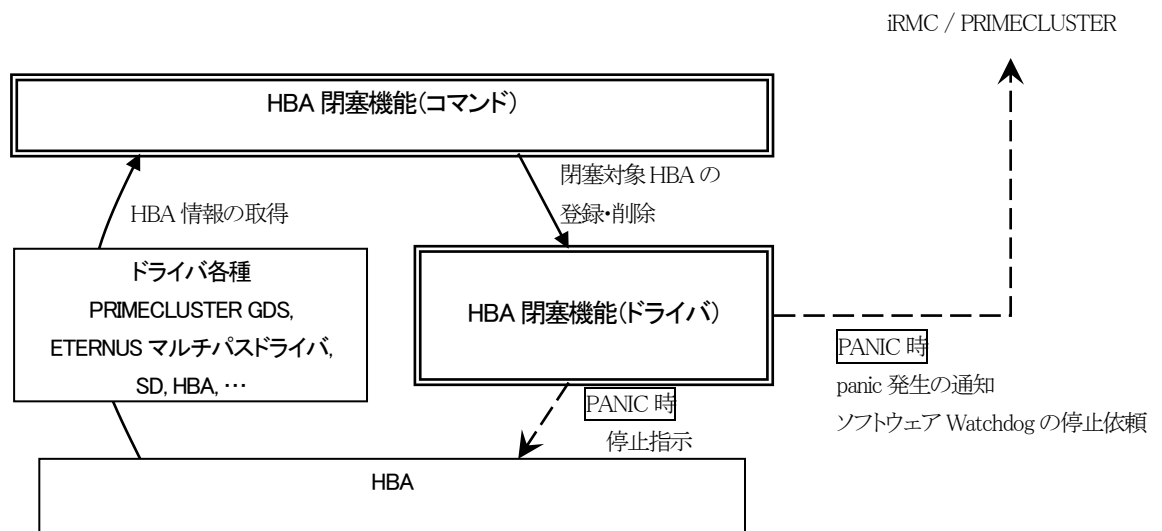 iRMC / PRIMECLUSTER
HBA 閉塞機能(コマンド)
閉塞対象 HBA の
登録・削除
HBA 情報の取得
ドライバ各種
PRIMECLUSTER GDS,
ETERNUS マルチパスドライバ,
SD, HBA, …
HBA 閉塞機能(ドライバ)
PANIC 時
panic 発生の通知
ソフトウェア Watchdog の停止依頼
PANIC 時
停止指示
HBA